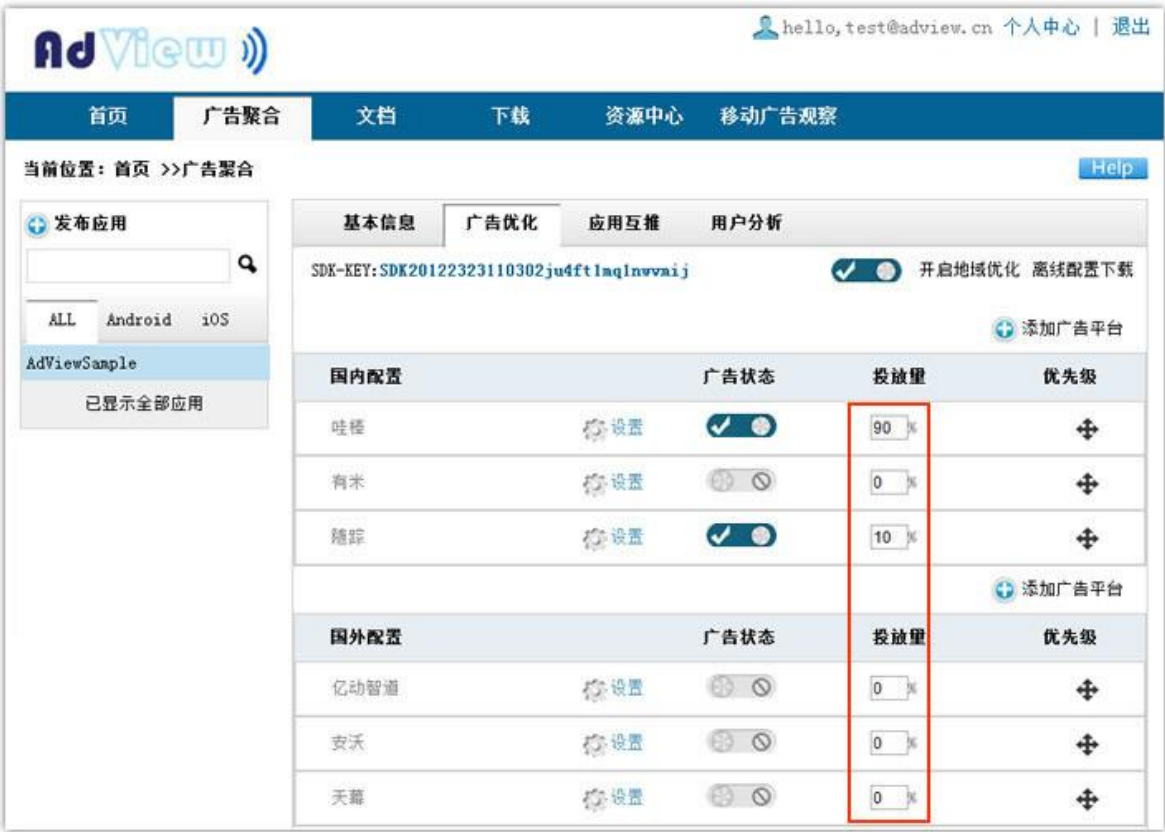 AdView
hello,test@adview.cn 个人中心 | 退出
首页 广告聚合 文档 下载 资源中心 移动广告观察
当前位置：首页 >>广告聚合
Help
发布应用
ALL Android iOS
AdViewSample
已显示全部应用
基本信息 广告优化 应用互推 用户分析
SDK-KEY:SDK20122323110302ju4ft1mqlnwvmij
开启地域优化 离线配置下载
添加广告平台
国内配置 广告状态 投放量 优先级
哇棒 设置 90 %
有米 设置 0 %
随踪 设置 10 %
添加广告平台
国外配置 广告状态 投放量 优先级
亿动智道 设置 0 %
安沃 设置 0 %
天幕 设置 0 %